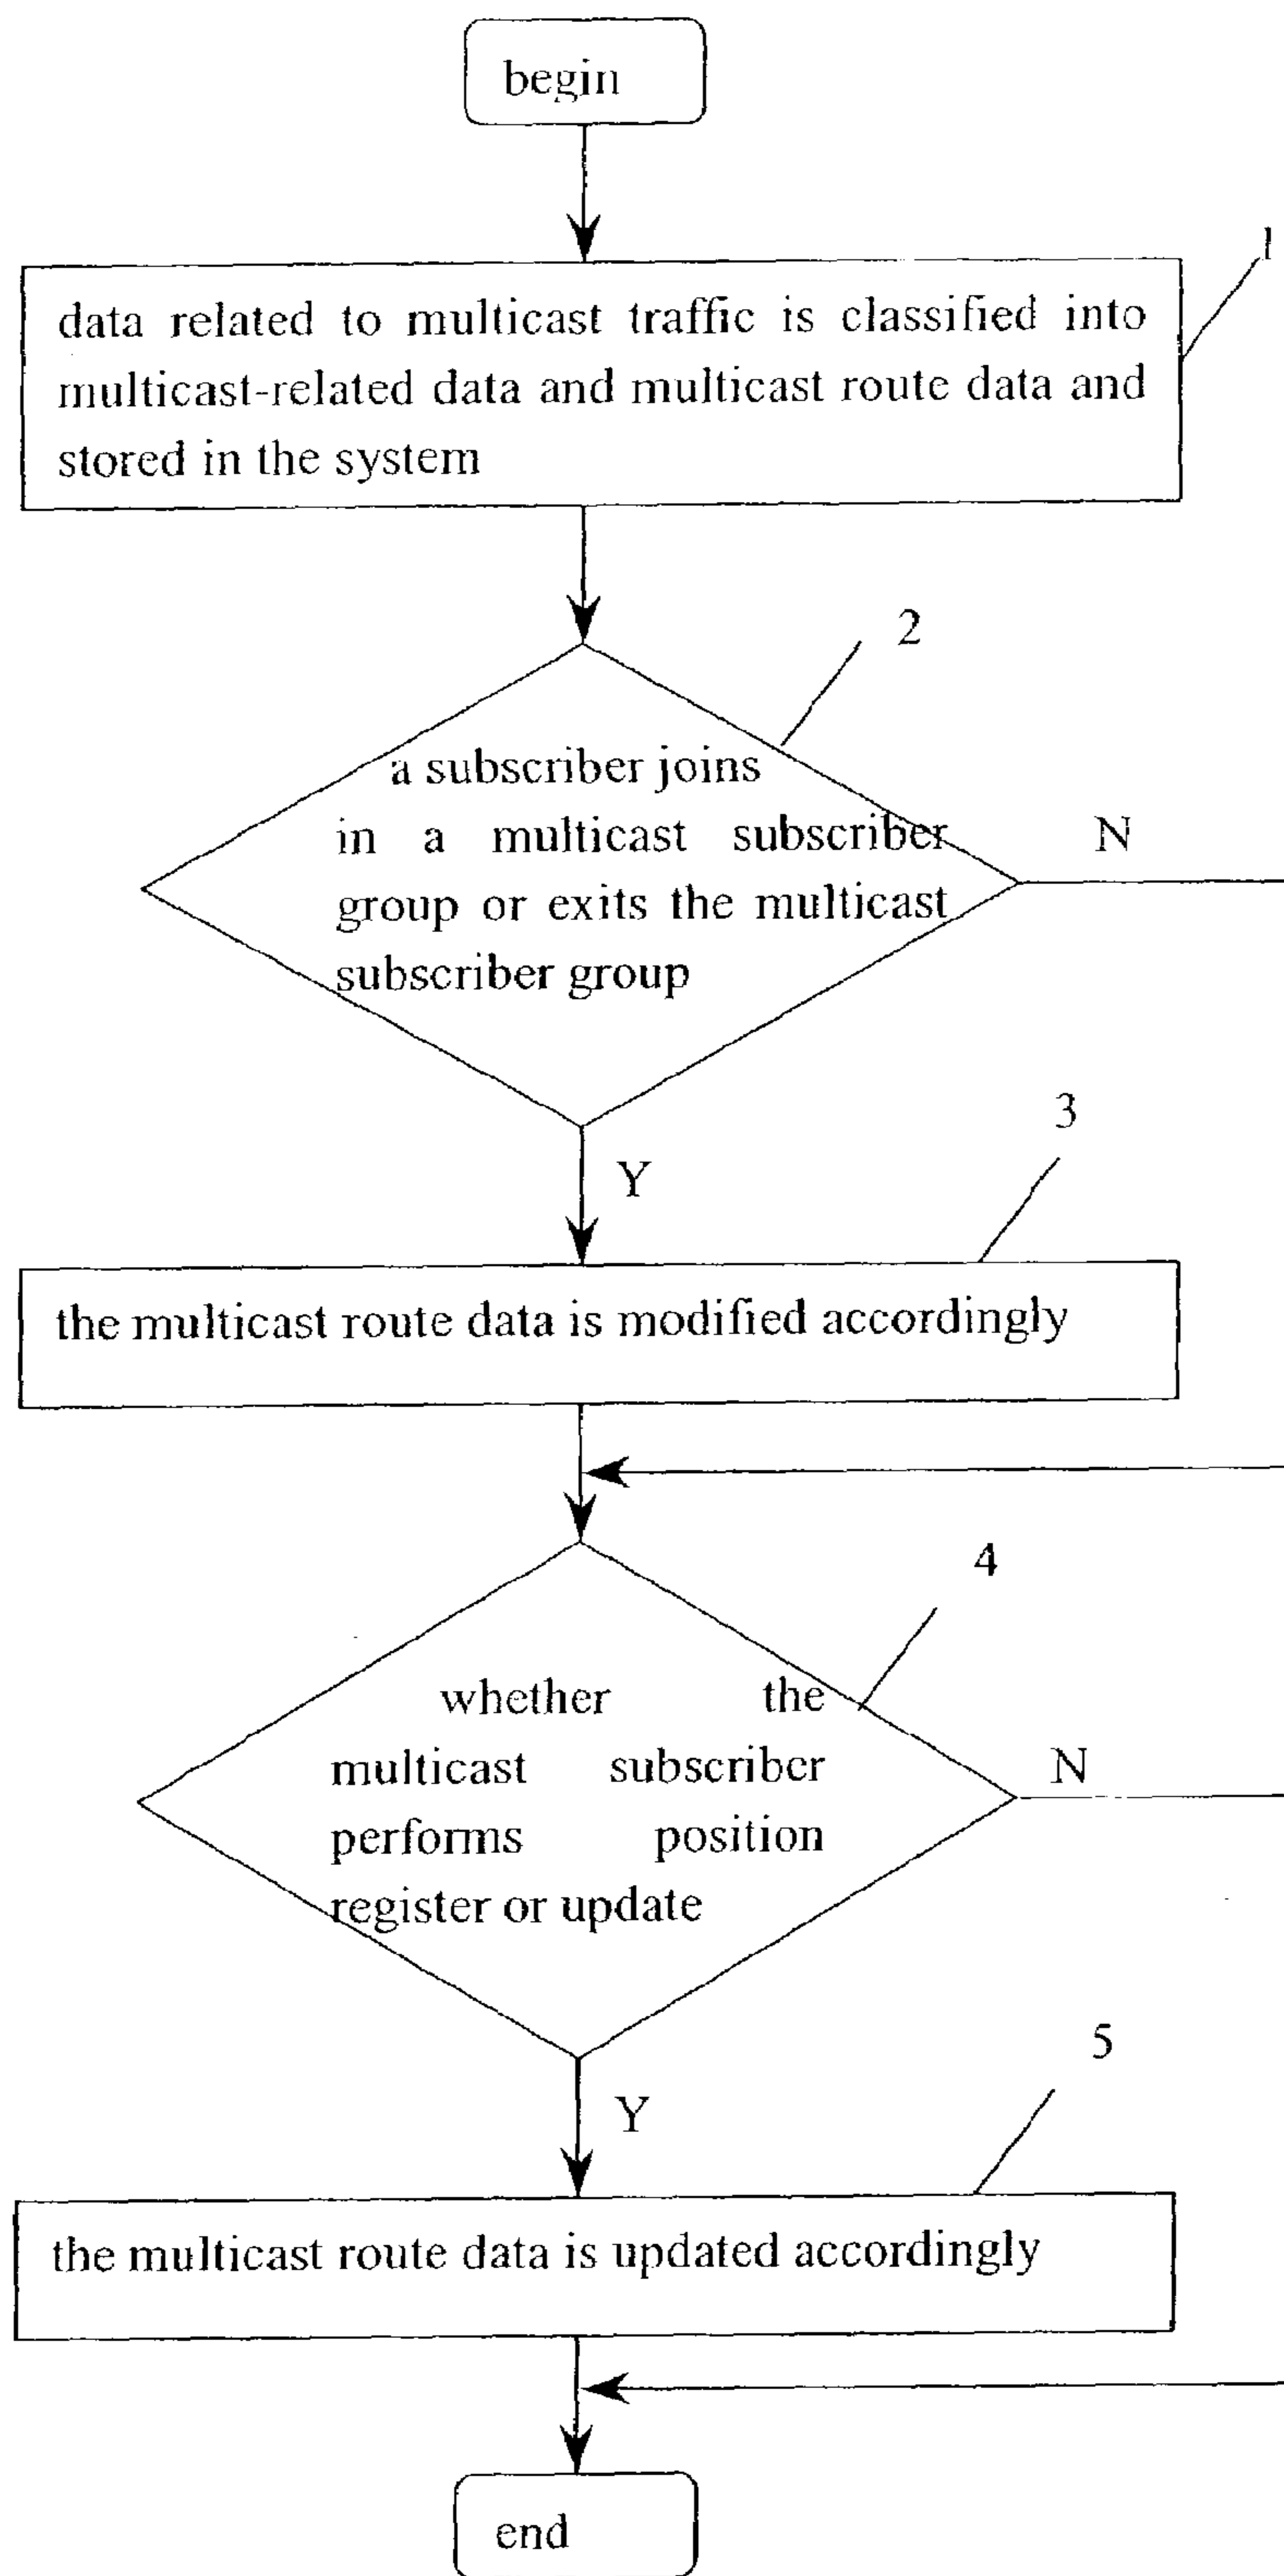 begin
1
data related to multicast traffic is classified into
multicast-related data and multicast route data and
stored in the system
2
a subscriber joins
in a multicast subscriber
group or exits the multicast
subscriber group
N
Y
3
the multicast route data is modified accordingly
4
whether the
multicast subscriber
performs position
register or update
N
Y
5
the multicast route data is updated accordingly
end